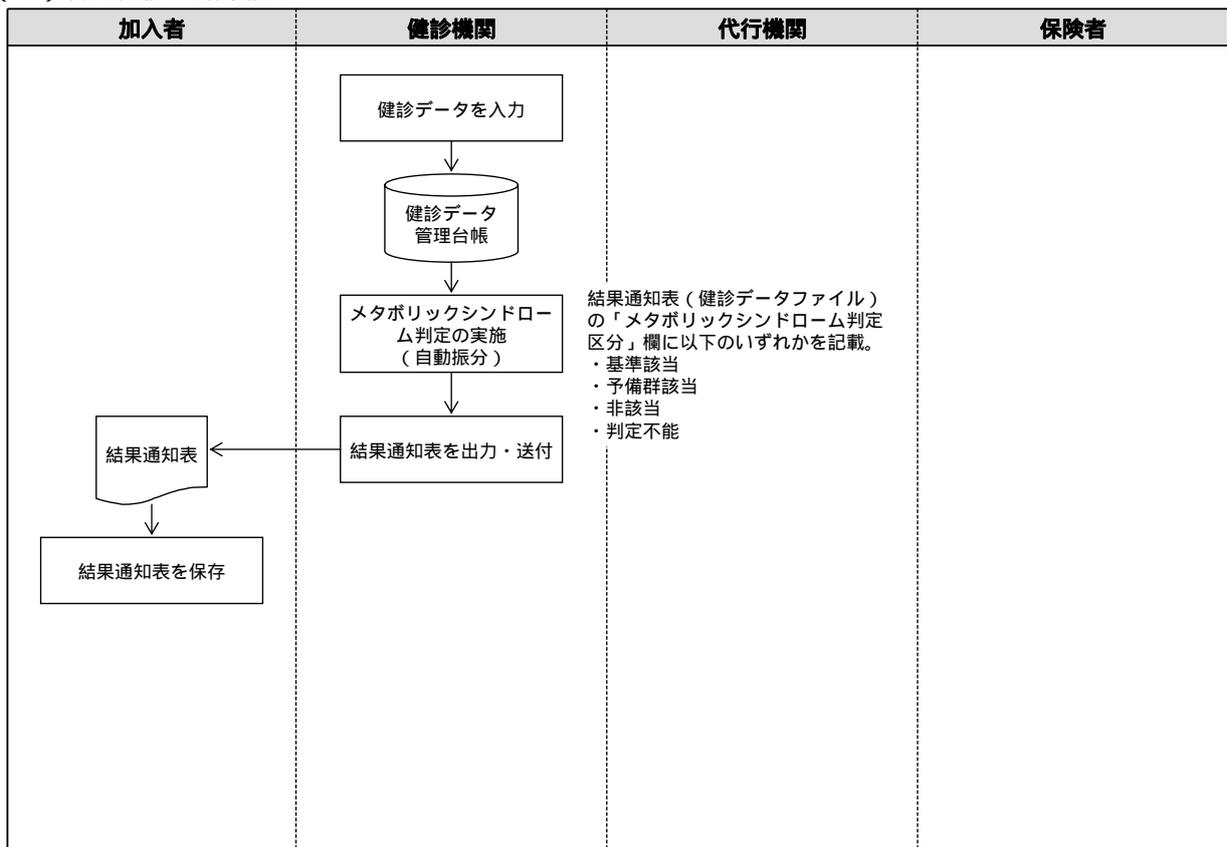 加入者
健診機関
代行機関
保険者
健診データを入力
健診データ
管理台帳
メタボリックシンドロー
ム判定の実施
（自動振分）
結果通知表（健診データファイル）
の「メタボリックシンドローム判定
区分」欄に以下のいずれかを記載。
・基準該当
・予備群該当
・非該当
・判定不能
結果通知表
結果通知表を出力・送付
結果通知表を保存